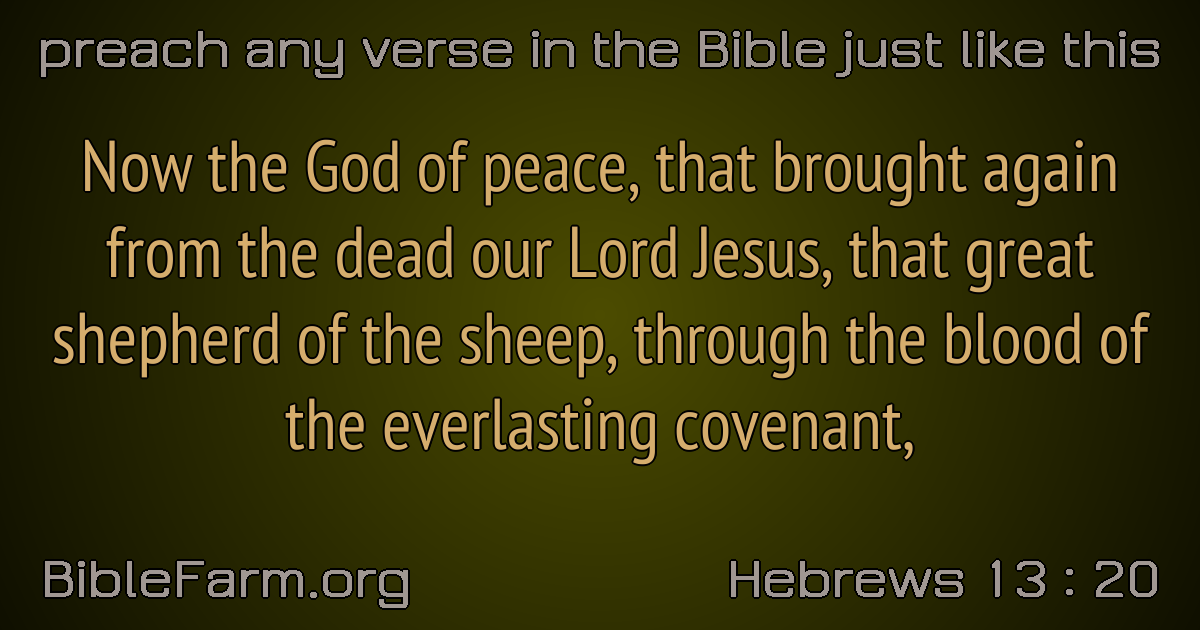 preach any verse in the Bible just like this
Now the God of peace, that brought again
from the dead our Lord Jesus, that great
shepherd of the sheep, through the blood of
the everlasting covenant,
BibleFarm.org
Hebrews 13 : 20